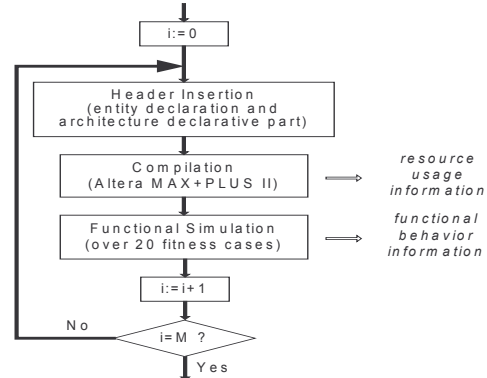 i:=0
Header Insertion
(entity declaration and
architecture declarative part)
Compilation
(Altera MAX+PLUS II)
resource
usage
information
Functional Simulation
(over 20 fitness cases)
functional
behavior
information
i:=i+1
No
i=M ?
Yes